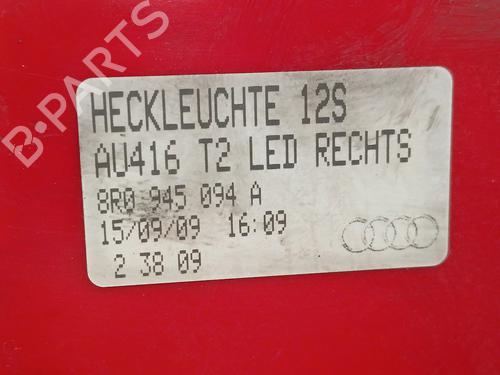 B-PARTS
HECKLEUCHTE 12S
AU416 T2 LED RECHTS
8R0 945 094 A
15/09/09 16:09
2 38 09